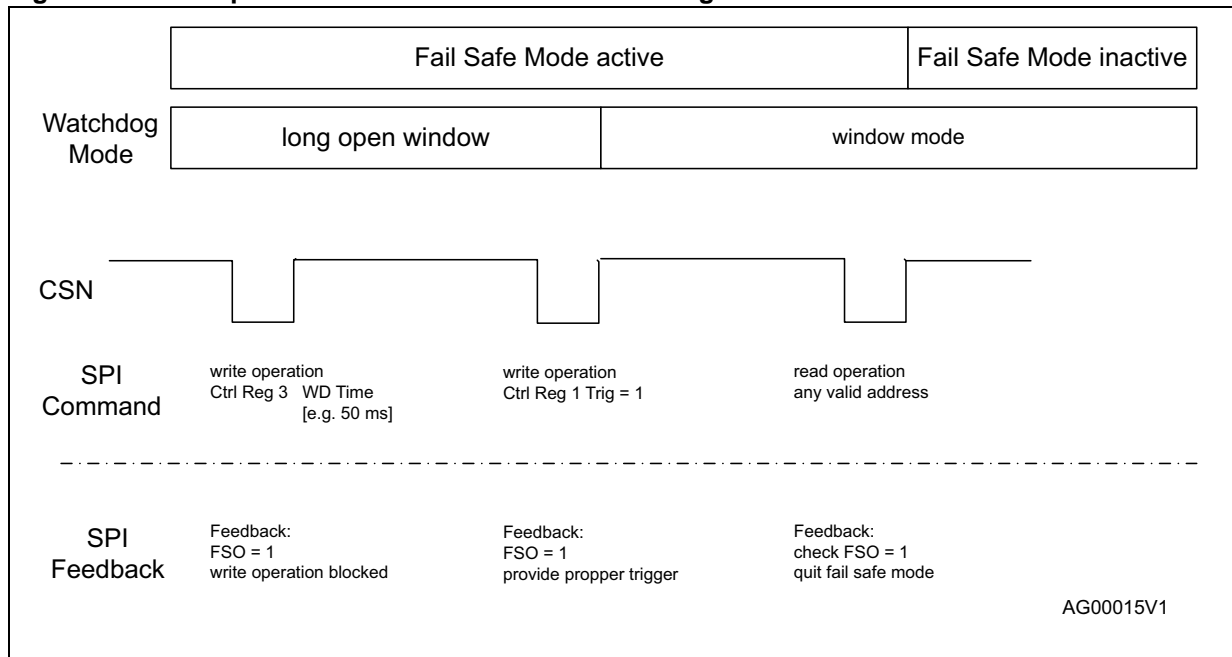 Fail Safe Mode active
Fail Safe Mode inactive
Watchdog
Mode
long open window
window mode
CSN
SPI
Command
write operation
Ctrl Reg 3 WD Time
[e.g. 50 ms]
write operation
Ctrl Reg 1 Trig = 1
read operation
any valid address
SPI
Feedback
Feedback:
FSO = 1
write operation blocked
Feedback:
FSO = 1
provide propper trigger
Feedback:
check FSO = 1
quit fail safe mode
AG00015V1